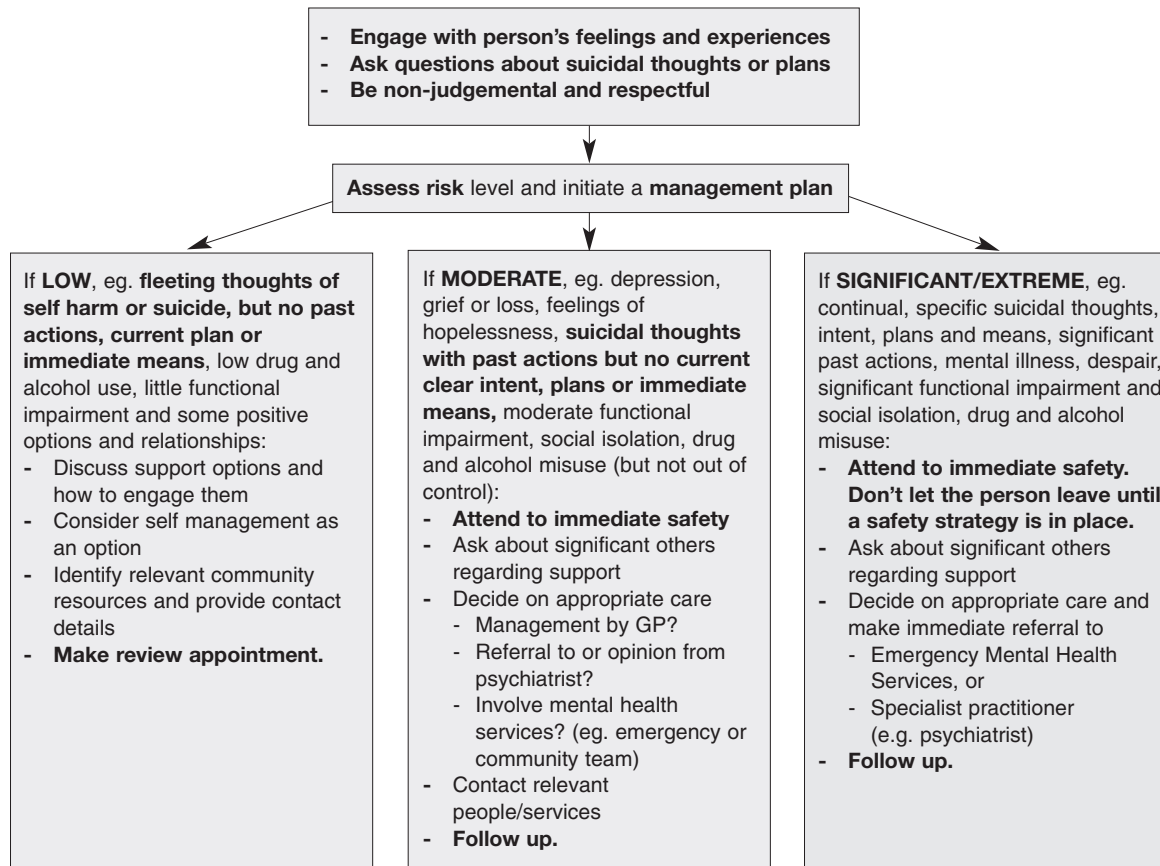 - Engage with person’s feelings and experiences
- Ask questions about suicidal thoughts or plans
- Be non-judgemental and respectful
Assess risk level and initiate a management plan
If LOW, eg. fleeting thoughts of
self harm or suicide, but no past
actions, current plan or
immediate means, low drug and
alcohol use, little functional
impairment and some positive
options and relationships:
- Discuss support options and
how to engage them
- Consider self management as
an option
- Identify relevant community
resources and provide contact
details
- Make review appointment.
If MODERATE, eg. depression,
grief or loss, feelings of
hopelessness, suicidal thoughts
with past actions but no current
clear intent, plans or immediate
means, moderate functional
impairment, social isolation, drug
and alcohol misuse (but not out of
control):
- Attend to immediate safety
- Ask about significant others
regarding support
- Decide on appropriate care
- Management by GP?
- Referral to or opinion from
psychiatrist?
- Involve mental health
services? (eg. emergency or
community team)
- Contact relevant
people/services
- Follow up.
If SIGNIFICANT/EXTREME, eg.
continual, specific suicidal thoughts,
intent, plans and means, significant
past actions, mental illness, despair,
significant functional impairment and
social isolation, drug and alcohol
misuse:
- Attend to immediate safety.
Don’t let the person leave until
a safety strategy is in place.
- Ask about significant others
regarding support
- Decide on appropriate care and
make immediate referral to
- Emergency Mental Health
Services, or
- Specialist practitioner
(e.g. psychiatrist)
- Follow up.